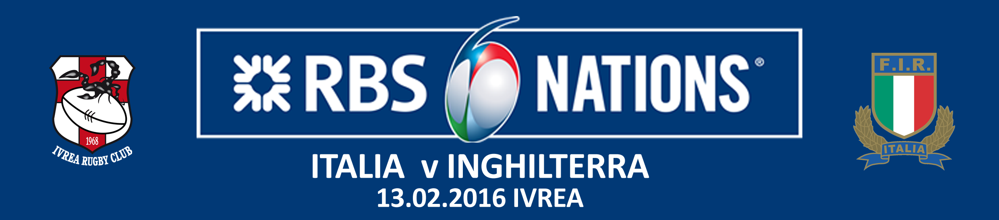 RBS 6 NATIONS®
1968
IVREA RUGBY CLUB
F.I.R.
ITALIA
ITALIA v INGHILTERRA
13.02.2016 IVREA